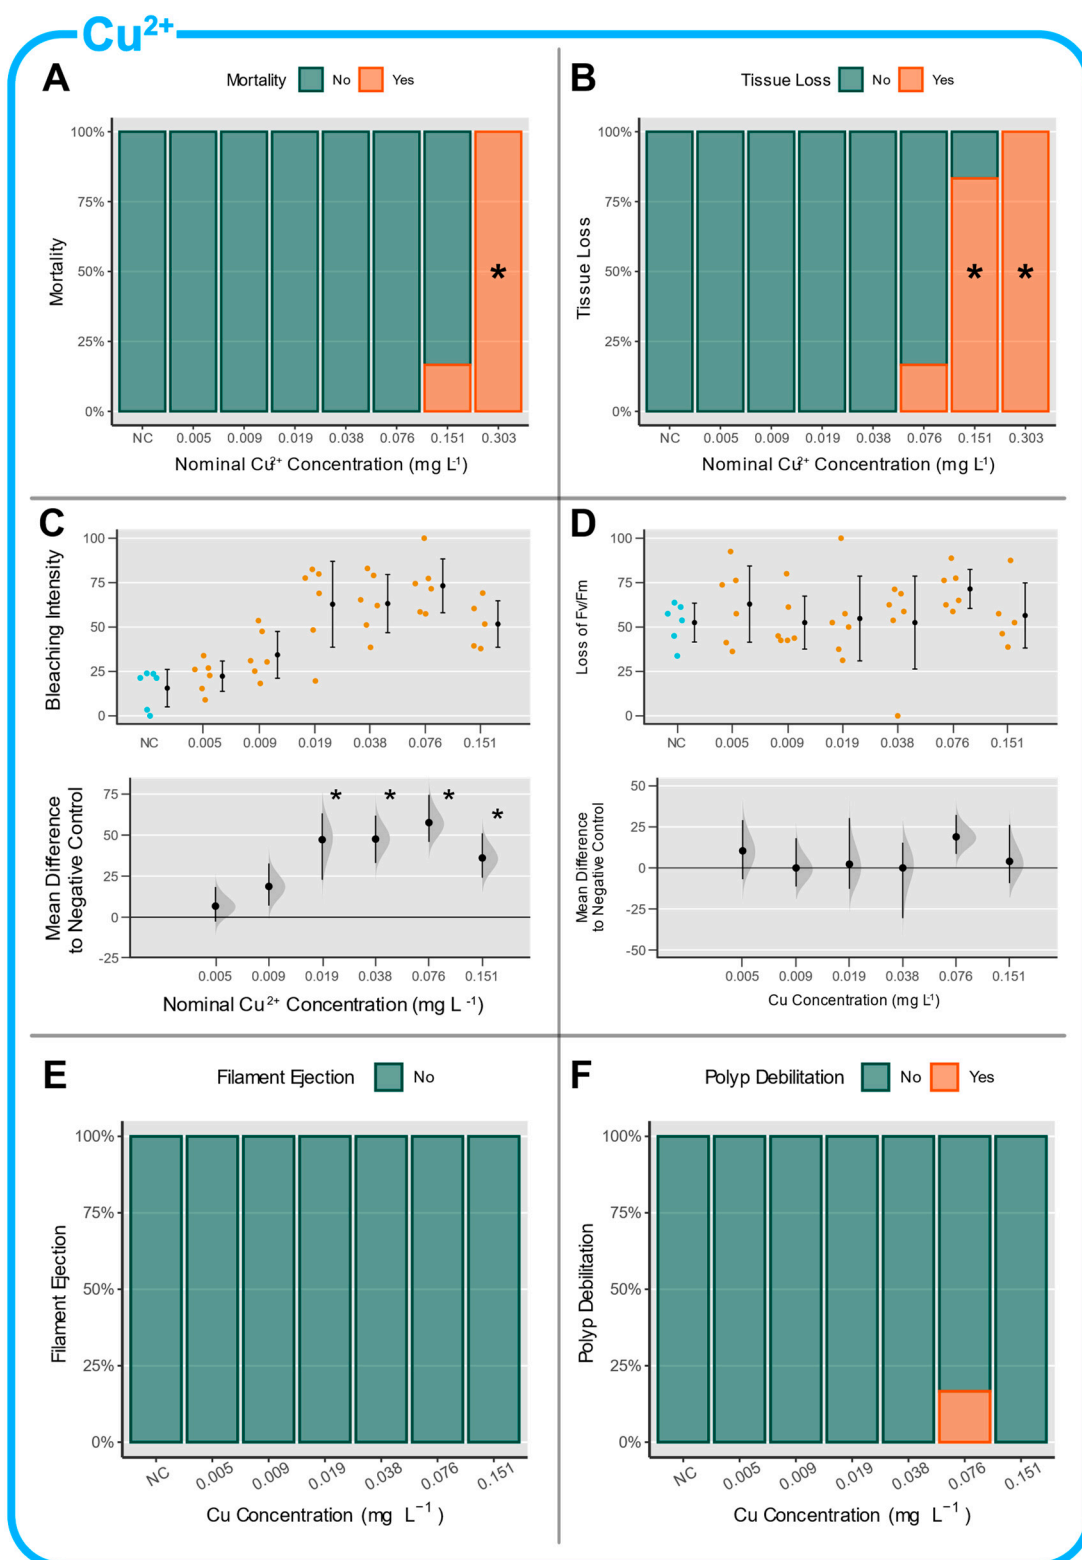 Cu²⁺
A
Mortality No Yes
100%
75%
50%
25%
0%
Mortality
*
NC 0.005 0.009 0.019 0.038 0.076 0.151 0.303
Nominal Cu²⁺ Concentration (mg L⁻¹)
B
Tissue Loss No Yes
100%
75%
50%
25%
0%
Tissue Loss
* *
NC 0.005 0.009 0.019 0.038 0.076 0.151 0.303
Nominal Cu²⁺ Concentration (mg L⁻¹)
C
100
75
50
25
0
Bleaching Intensity
NC 0.005 0.009 0.019 0.038 0.076 0.151
75
50
25
0
-25
Mean Difference
to Negative Control
* * * *
0.005 0.009 0.019 0.038 0.076 0.151
Nominal Cu²⁺ Concentration (mg L⁻¹)
D
100
75
50
25
0
Loss of Fv/Fm
NC 0.005 0.009 0.019 0.038 0.076 0.151
50
25
0
-25
-50
Mean Difference
to Negative Control
0.005 0.009 0.019 0.038 0.076 0.151
Cu Concentration (mg L⁻¹)
E
Filament Ejection No
100%
75%
50%
25%
0%
Filament Ejection
NC 0.005 0.009 0.019 0.038 0.076 0.151
Cu Concentration (mg L⁻¹)
F
Polyp Debilitation No Yes
100%
75%
50%
25%
0%
Polyp Debilitation
NC 0.005 0.009 0.019 0.038 0.076 0.151
Cu Concentration (mg L⁻¹)